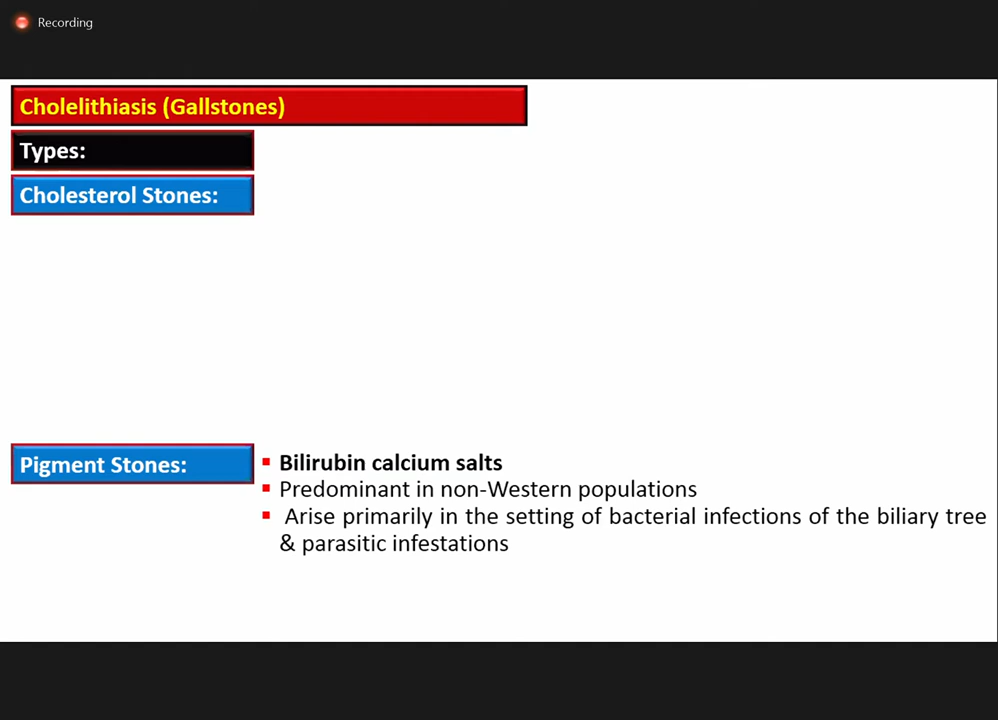 Recording
Cholelithiasis (Gallstones)
Types:
Cholesterol Stones:
Pigment Stones:
▪ Bilirubin calcium salts
▪ Predominant in non-Western populations
▪ Arise primarily in the setting of bacterial infections of the biliary tree
& parasitic infestations